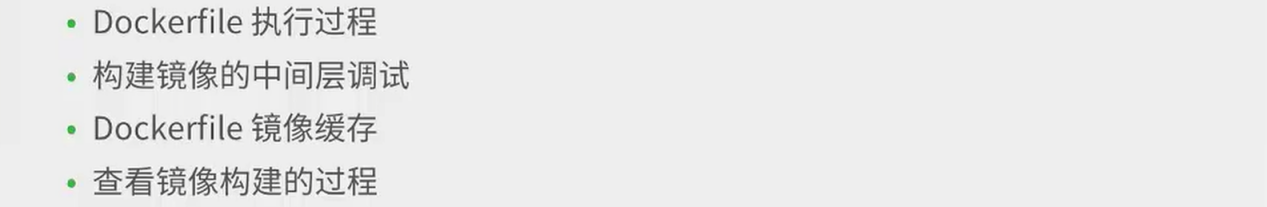 • Dockerfile 执行过程
• 构建镜像的中间层调试
• Dockerfile 镜像缓存
• 查看镜像构建的过程